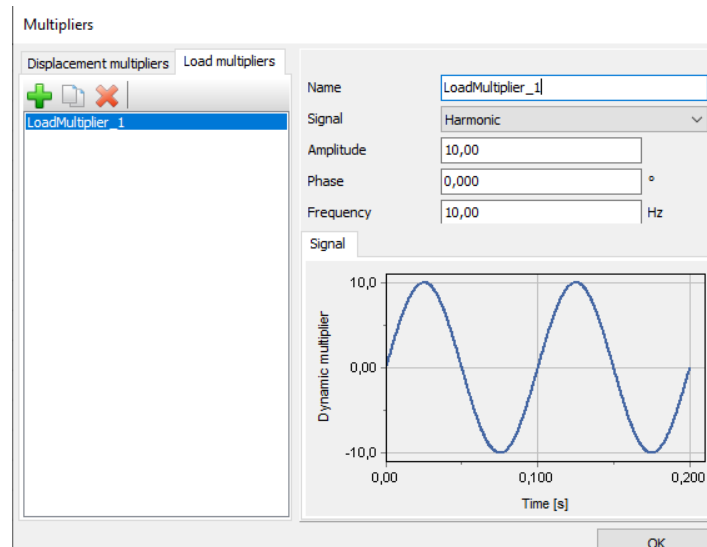 Multipliers
Displacement multipliers
Load multipliers
LoadMultiplier_1
Name
LoadMultiplier_1
Signal
Harmonic
Amplitude
10,00
Phase
0,000
°
Frequency
10,00
Hz
Signal
10,0
0,00
-10,0
Dynamic multiplier
0,00
0,100
0,200
Time [s]
OK